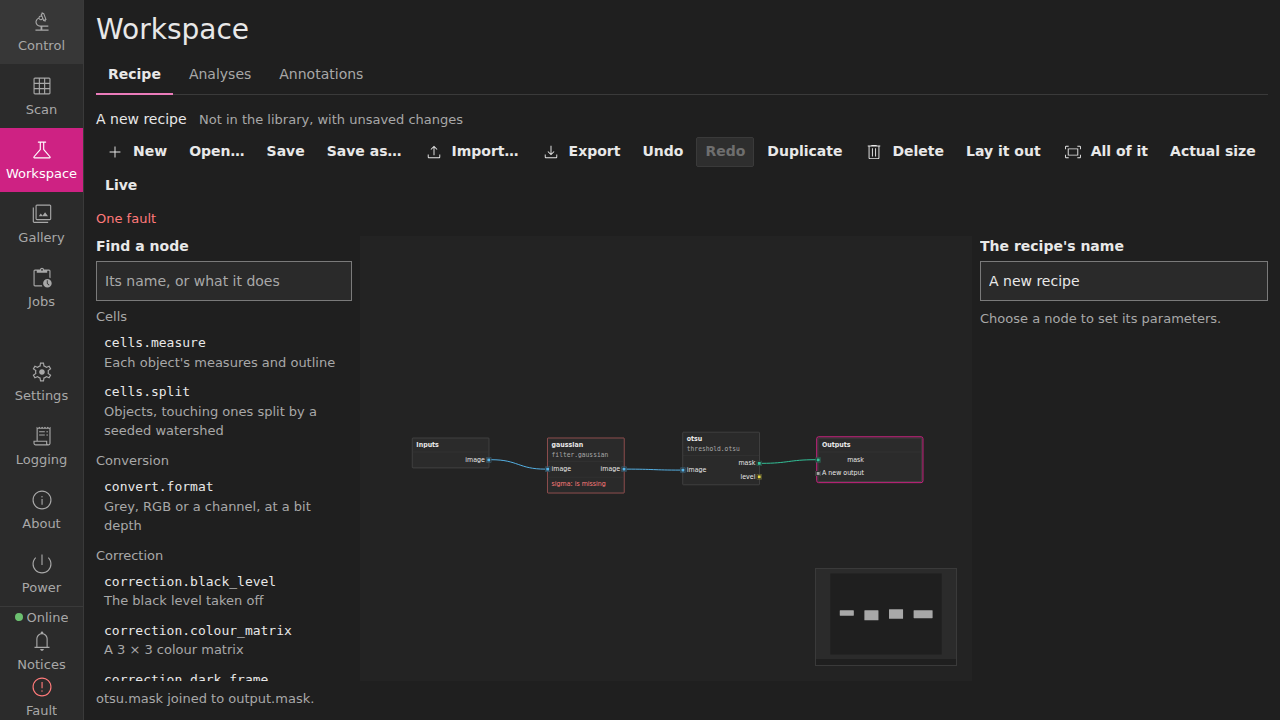 Control
Scan
Workspace
Gallery
Jobs
Settings
Logging
About
Power
Online
Notices
Fault
Workspace
Recipe Analyses Annotations
A new recipe Not in the library, with unsaved changes
New Open… Save Save as… Import… Export Undo Redo Duplicate Delete Lay it out All of it Actual size
Live
One fault
Find a node
Its name, or what it does
Cells
cells.measure
Each object's measures and outline
cells.split
Objects, touching ones split by a
seeded watershed
Conversion
convert.format
Grey, RGB or a channel, at a bit
depth
Correction
correction.black_level
The black level taken off
correction.colour_matrix
A 3 × 3 colour matrix
correction.dark_frame
otsu.mask joined to output.mask.
Inputs
image
gaussian
filter.gaussian
image image
sigma: is missing
otsu
threshold.otsu
mask
image
level
Outputs
mask
A new output
The recipe's name
A new recipe
Choose a node to set its parameters.